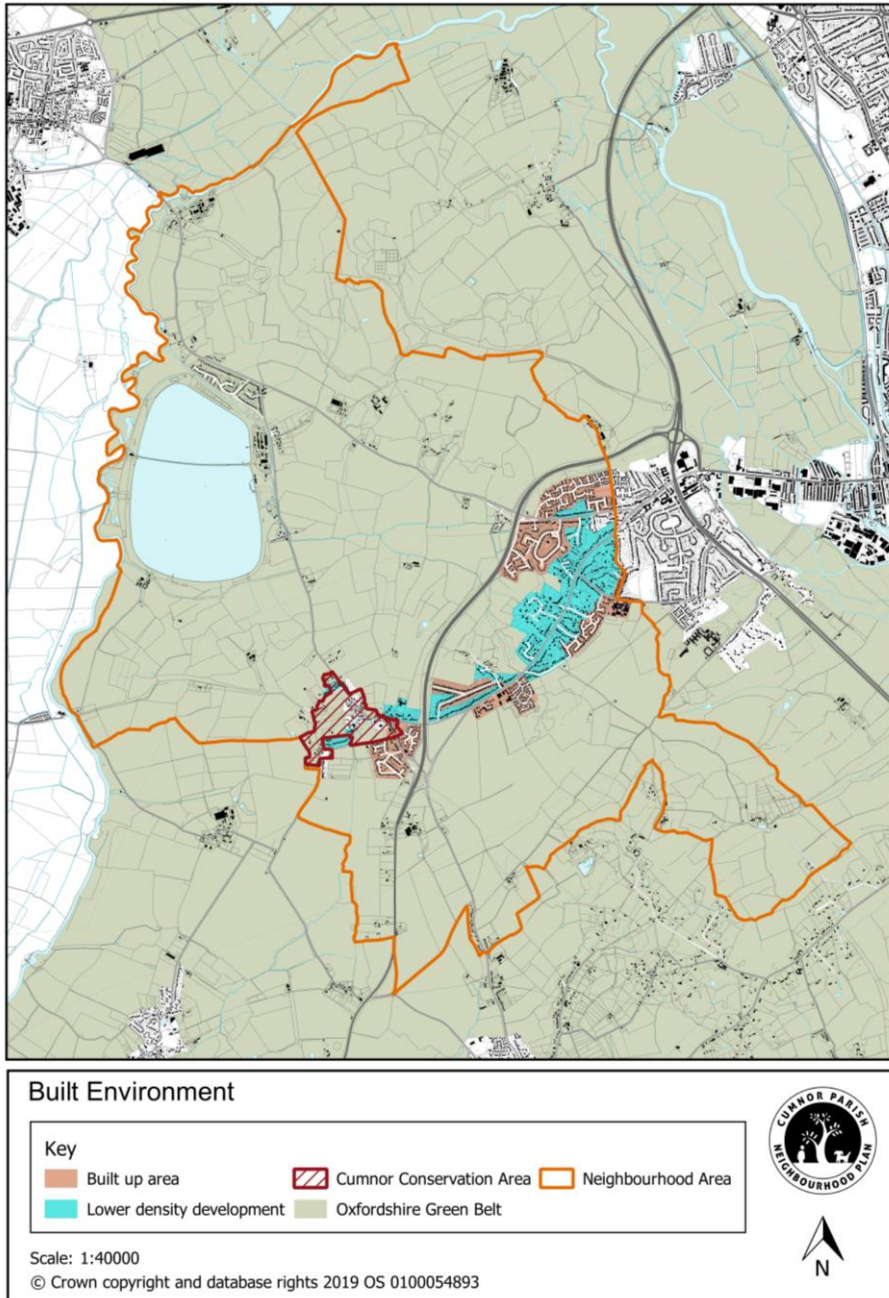 Built Environment
Key
Built up area
Cumnor Conservation Area
Neighbourhood Area
Lower density development
Oxfordshire Green Belt
CUMNOR PARISH
NEIGHBOURHOOD PLAN
Scale: 1:40000
© Crown copyright and database rights 2019 OS 0100054893
N